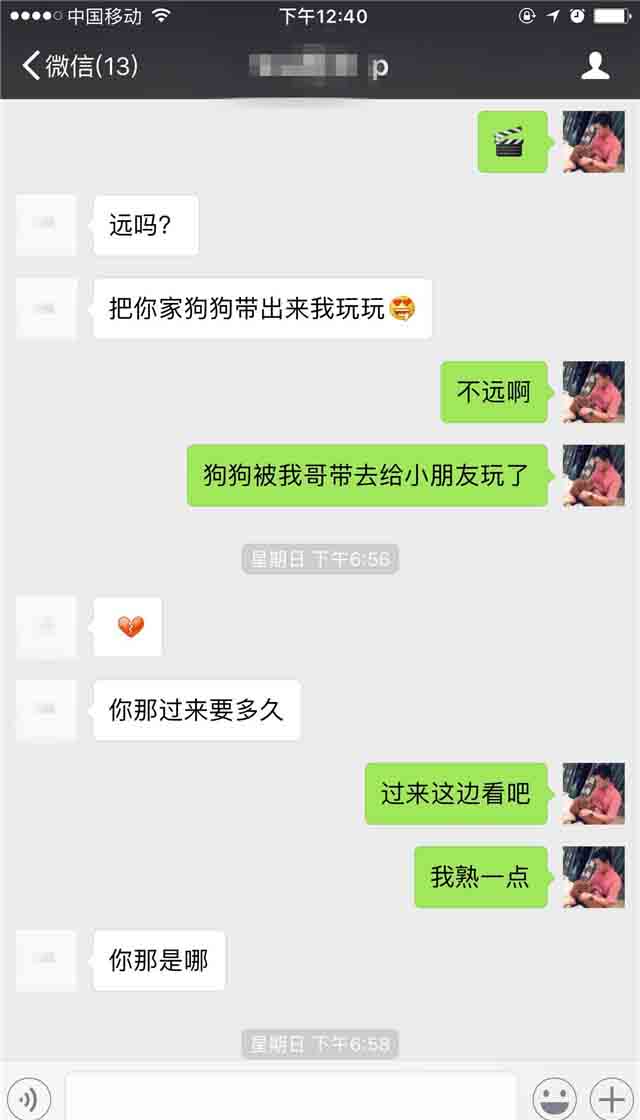 中国移动 下午12:40
微信(13) p
远吗？
把你家狗狗带出来我玩玩
不远啊
狗狗被我哥带去给小朋友玩了
星期日 下午6:56
你那过来要多久
过来这边看吧
我熟一点
你那是哪
星期日 下午6:58